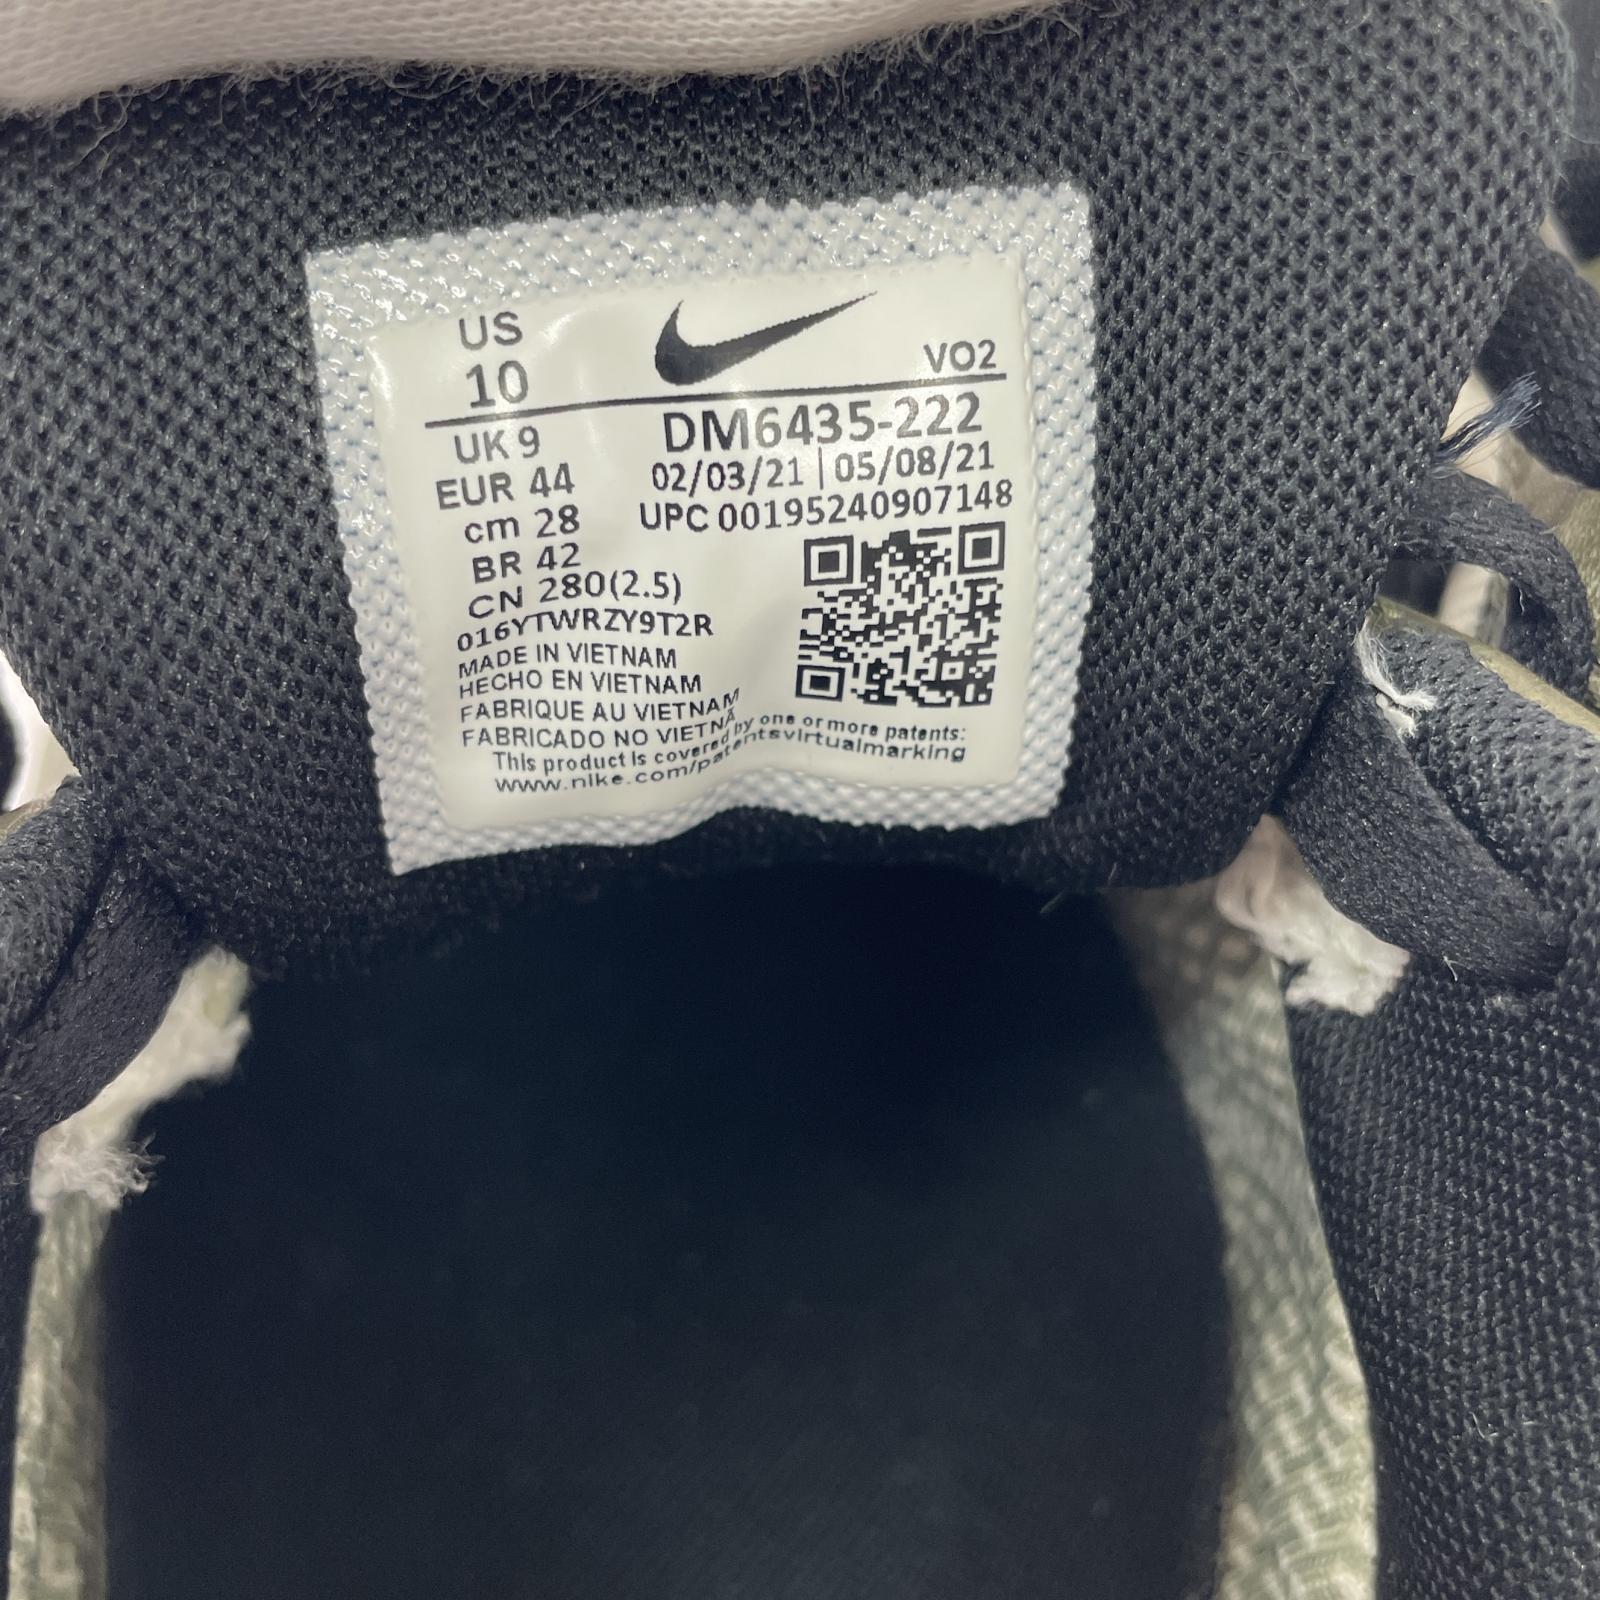 US
10
VO2
UK 9
EUR 44
cm 28
BR 42
CN 280(2.5)
DM6435-222
02/03/21 | 05/08/21
UPC 00195240907148
016YTWRZY9T2R
MADE IN VIETNAM
HECHO EN VIETNAM
FABRIQUE AU VIETNAM
FABRICADO NO VIETNÃ
This product is covered by one or more patents:
www.nike.com/patentsvirtualmarking